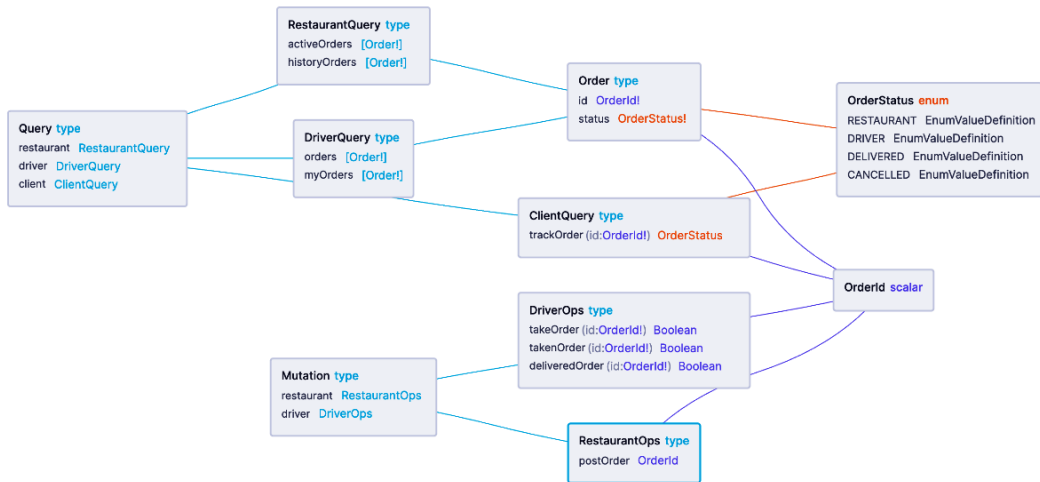 RestaurantQuery type
activeOrders [Order!]
historyOrders [Order!]
Query type
restaurant RestaurantQuery
driver DriverQuery
client ClientQuery
DriverQuery type
orders [Order!]
myOrders [Order!]
Order type
id OrderId!
status OrderStatus!
OrderStatus enum
RESTAURANT EnumValueDefinition
DRIVER EnumValueDefinition
DELIVERED EnumValueDefinition
CANCELLED EnumValueDefinition
ClientQuery type
trackOrder (id:OrderId!) OrderStatus
OrderId scalar
DriverOps type
takeOrder (id:OrderId!) Boolean
takenOrder (id:OrderId!) Boolean
deliveredOrder (id:OrderId!) Boolean
Mutation type
restaurant RestaurantOps
driver DriverOps
RestaurantOps type
postOrder OrderId